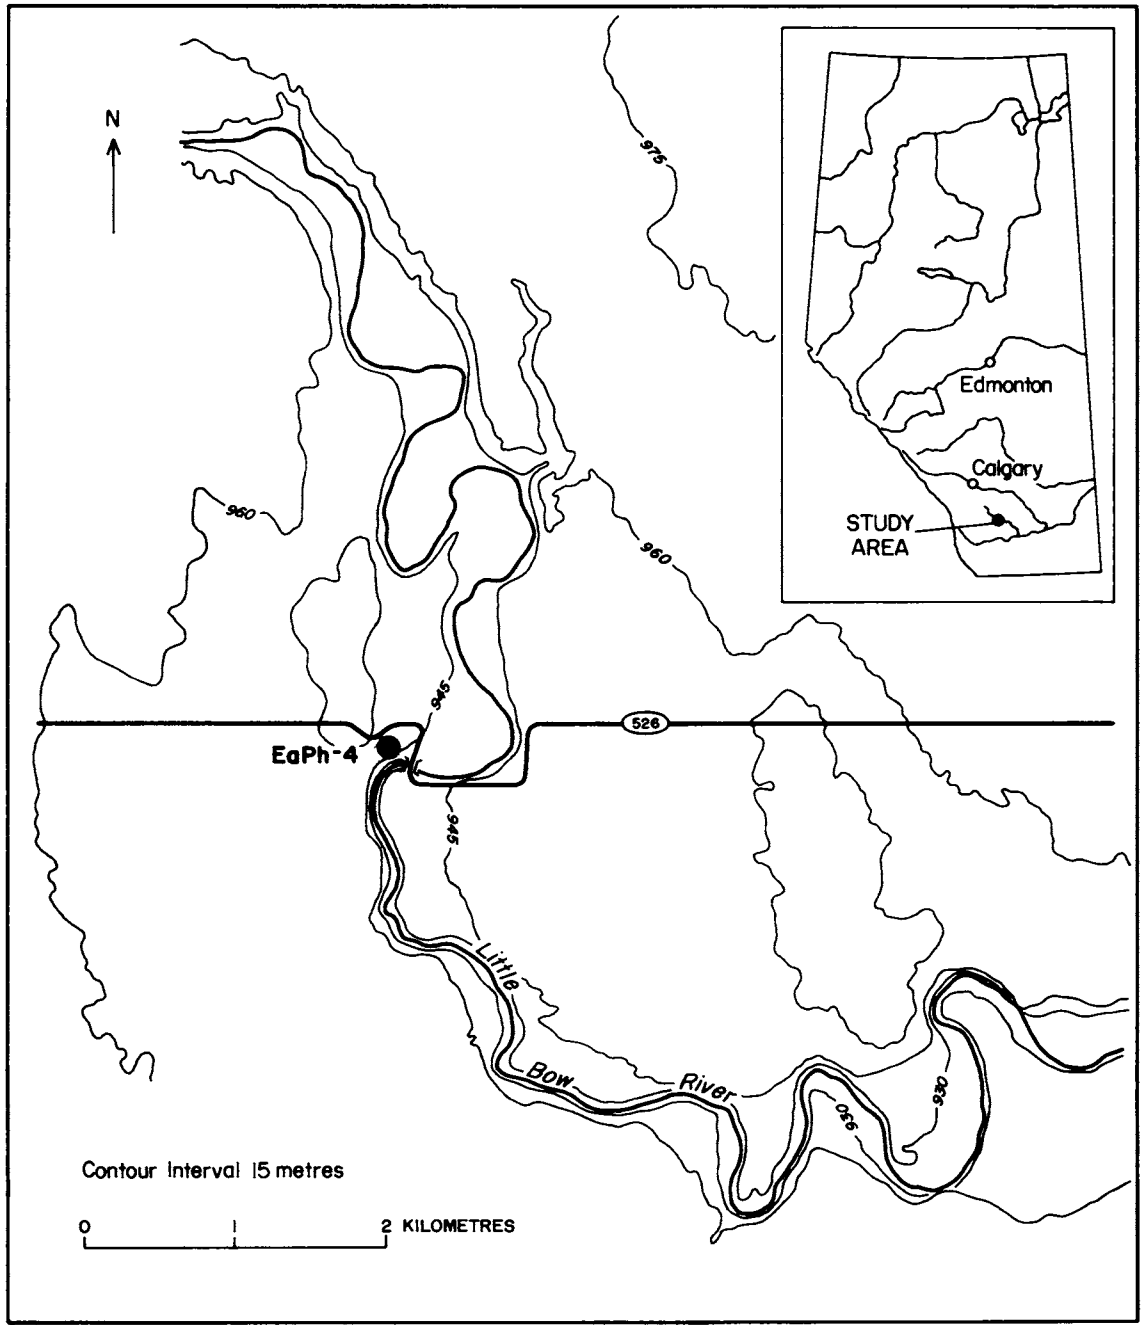 N
975
Edmonton
Calgary
STUDY
AREA
960
960
945
526
EaPh-4
945
Little
Bow
River
930
930
Contour Interval 15 metres
0 1 2 KILOMETRES